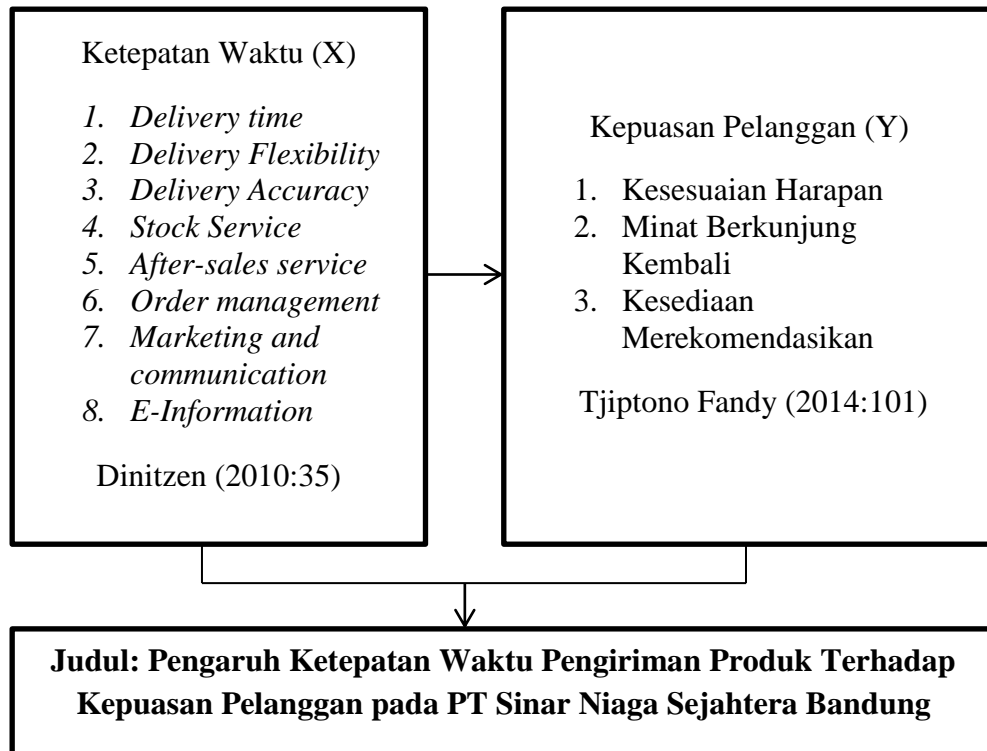 Ketepatan Waktu (X)
1. Delivery time
2. Delivery Flexibility
3. Delivery Accuracy
4. Stock Service
5. After-sales service
6. Order management
7. Marketing and
communication
8. E-Information
Dinitzen (2010:35)
Kepuasan Pelanggan (Y)
1. Kesesuaian Harapan
2. Minat Berkunjung
Kembali
3. Kesediaan
Merekomendasikan
Tjiptono Fandy (2014:101)
Judul: Pengaruh Ketepatan Waktu Pengiriman Produk Terhadap
Kepuasan Pelanggan pada PT Sinar Niaga Sejahtera Bandung